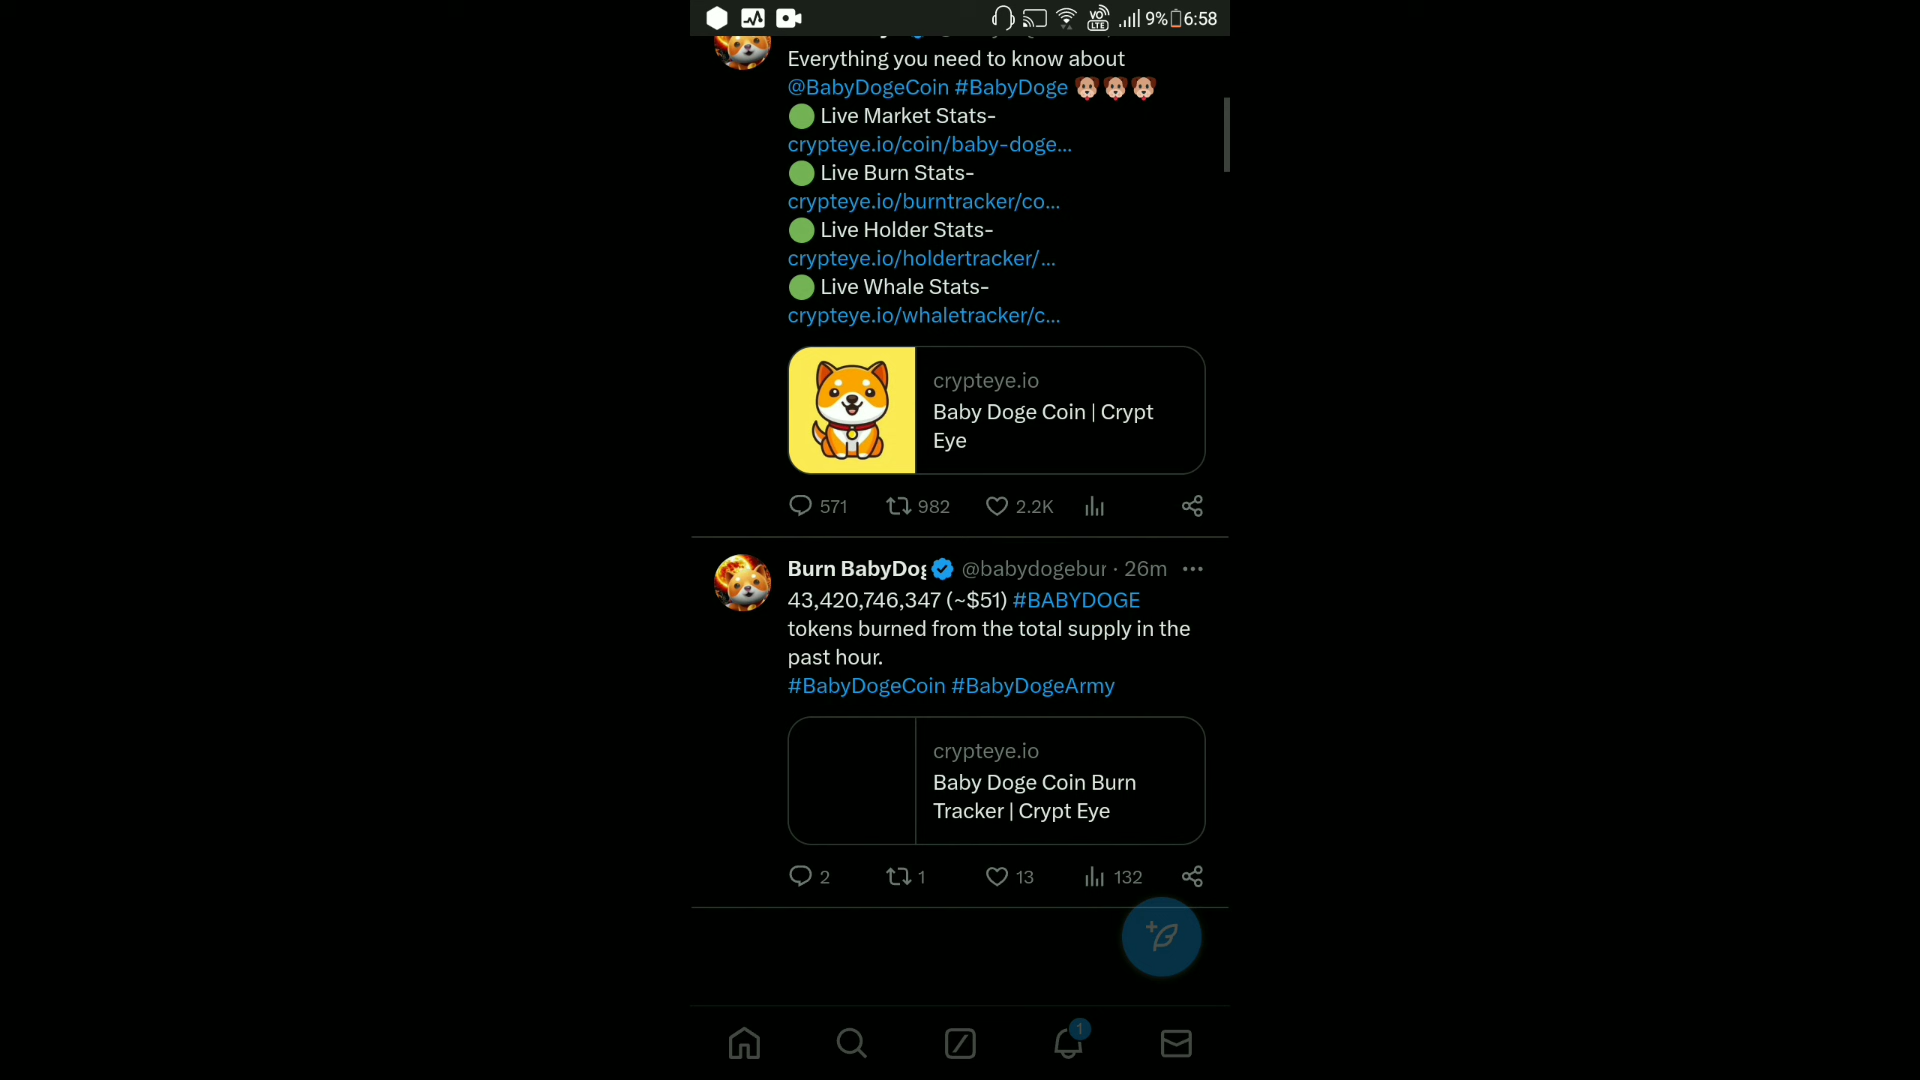 VO LTE 9% 6:58
Everything you need to know about
@BabyDogeCoin #BabyDoge 🐶🐶🐶
🟢 Live Market Stats-
crypteye.io/coin/baby-doge...
🟢 Live Burn Stats-
crypteye.io/burntracker/co...
🟢 Live Holder Stats-
crypteye.io/holdertracker/...
🟢 Live Whale Stats-
crypteye.io/whaletracker/c...
crypteye.io
Baby Doge Coin | Crypt
Eye
571 982 2.2K
Burn BabyDog @babydogebur · 26m
43,420,746,347 (~$51) #BABYDOGE
tokens burned from the total supply in the
past hour.
#BabyDogeCoin #BabyDogeArmy
crypteye.io
Baby Doge Coin Burn
Tracker | Crypt Eye
2 1 13 132
1